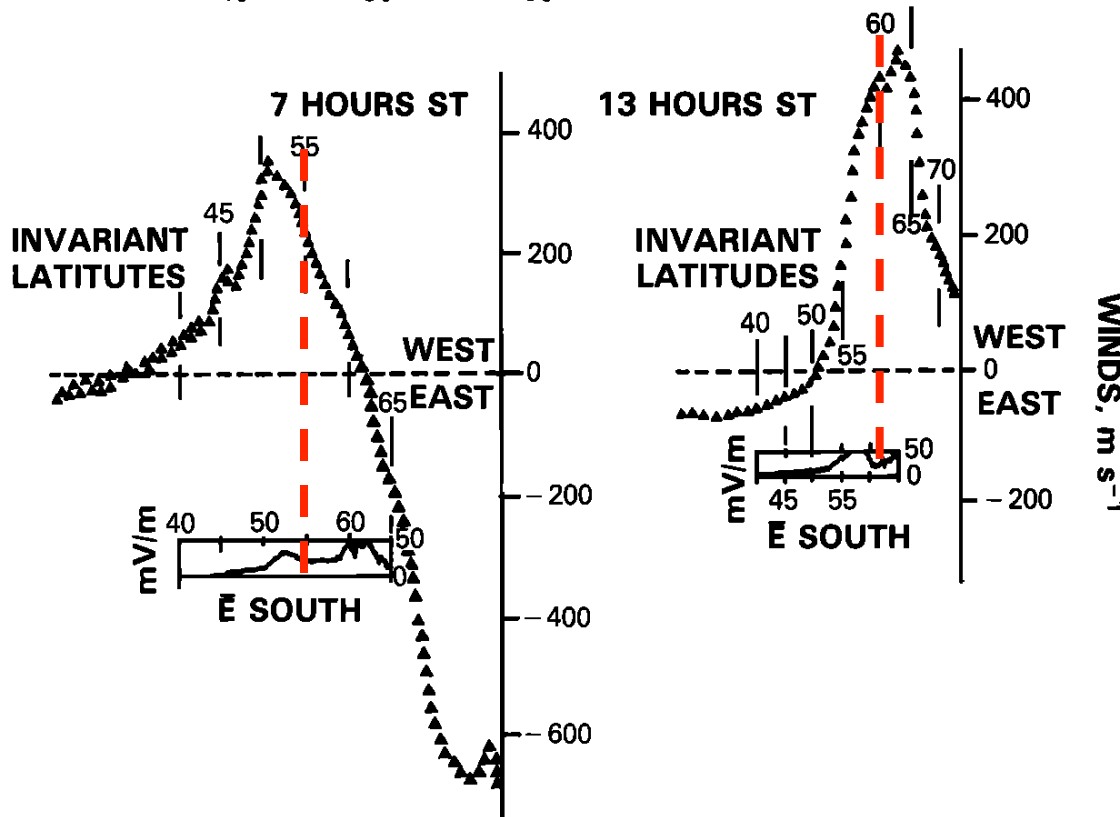 7 HOURS ST
400
55
45
INVARIANT
LATITUTES
200
WEST
0
EAST
65
-200
40 50 60
50
0
mV/m
Ē SOUTH
-400
-600
13 HOURS ST
60
400
70
65
200
INVARIANT
LATITUDES
40
50
55
WEST
0
EAST
50
0
mV/m
45 55
Ē SOUTH
-200
WINDS, m s⁻¹